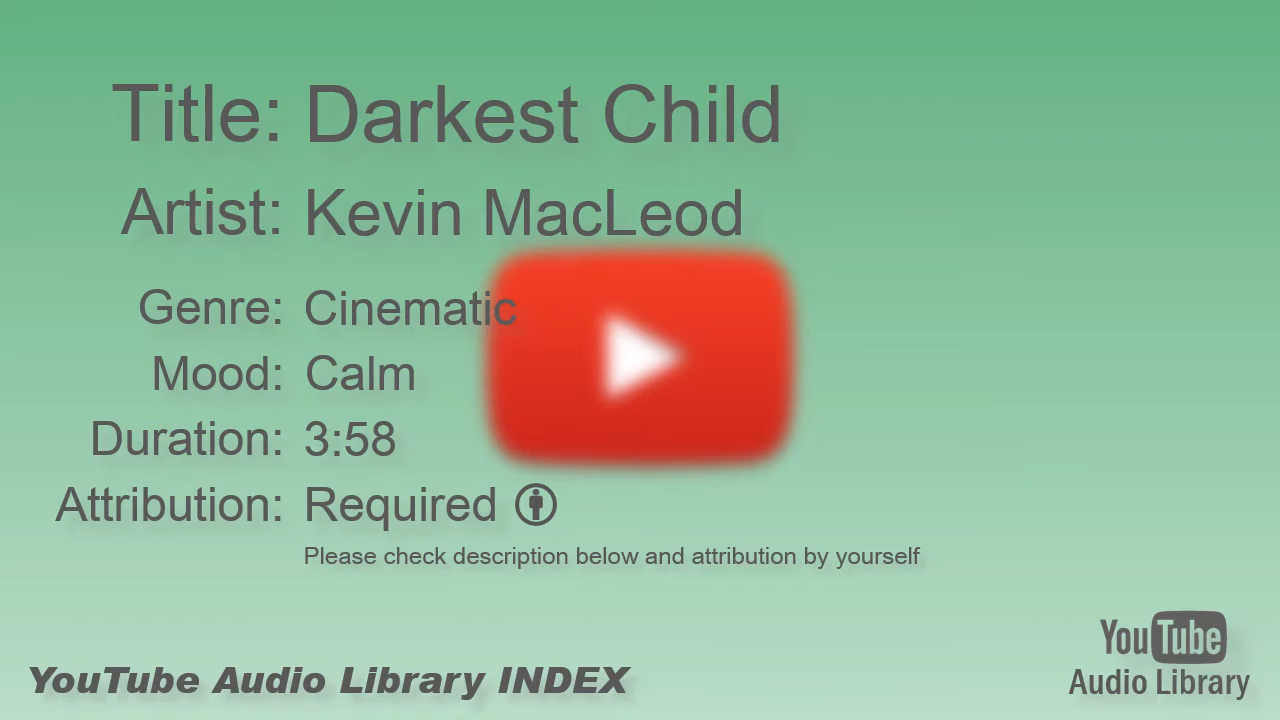 Title: Darkest Child
Artist: Kevin MacLeod
Genre: Cinematic
Mood: Calm
Duration: 3:58
Attribution: Required
Please check description below and attribution by yourself
YouTube Audio Library INDEX
YouTube
Audio Library